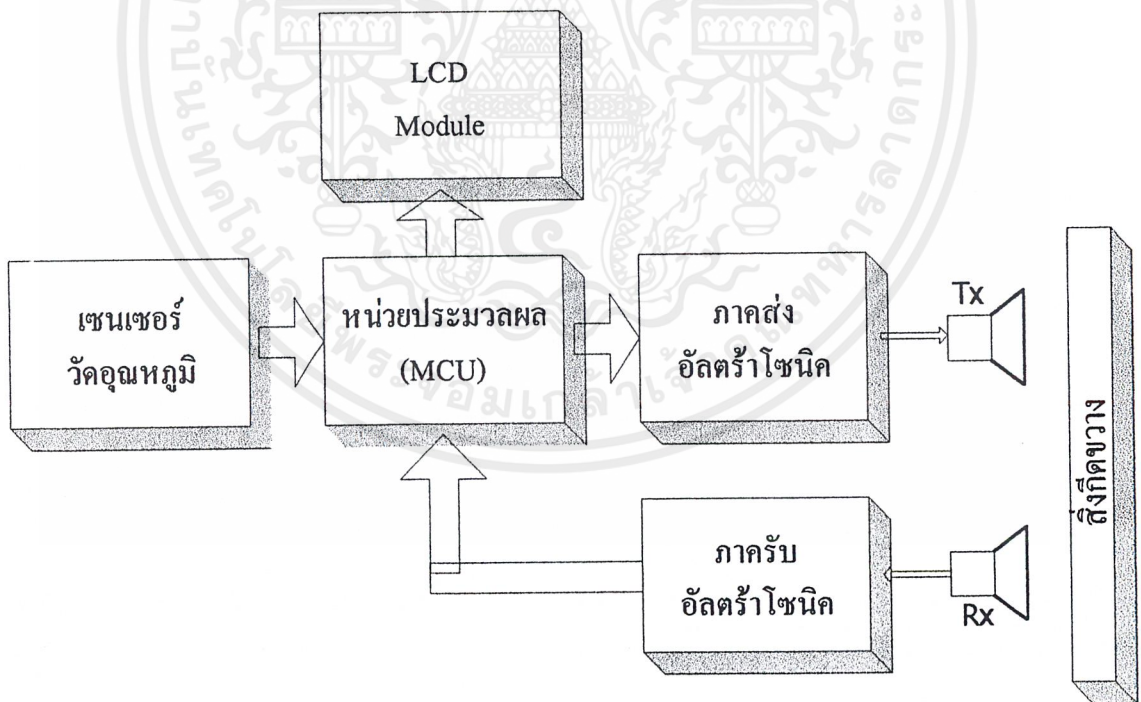 LCD
Module
เซนเซอร์
วัดอุณหภูมิ
หน่วยประมวลผล
(MCU)
ภาคส่ง
อัลตร้าโซนิค
Tx
สิ่งกีดขวาง
ภาครับ
อัลตร้าโซนิค
Rx